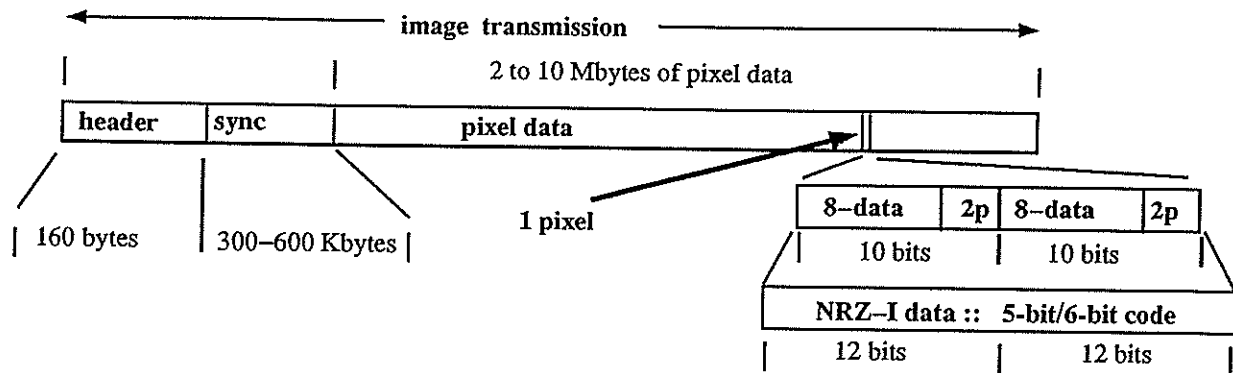 image transmission
2 to 10 Mbytes of pixel data
header sync pixel data
1 pixel
160 bytes 300–600 Kbytes
8–data 2p 8–data 2p
10 bits 10 bits
NRZ–I data :: 5-bit/6-bit code
12 bits 12 bits